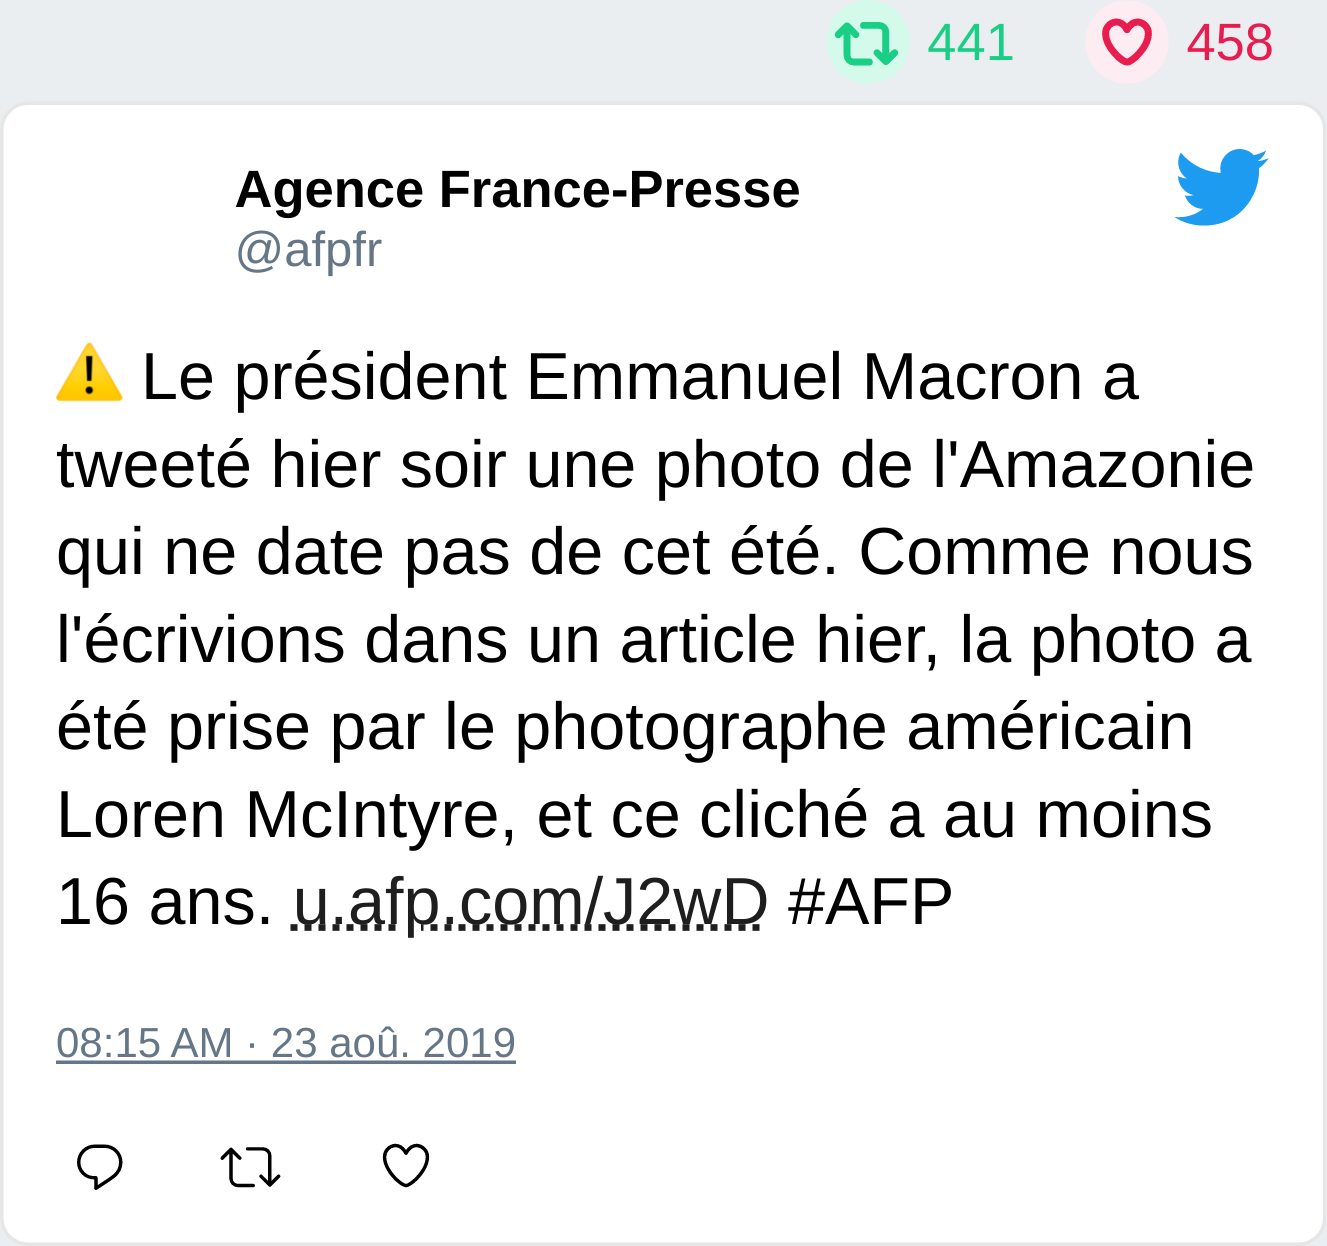 441 458
Agence France-Presse
@afpfr
⚠️ Le président Emmanuel Macron a
tweeté hier soir une photo de l'Amazonie
qui ne date pas de cet été. Comme nous
l'écrivions dans un article hier, la photo a
été prise par le photographe américain
Loren McIntyre, et ce cliché a au moins
16 ans. u.afp.com/J2wD #AFP
08:15 AM · 23 aoû. 2019